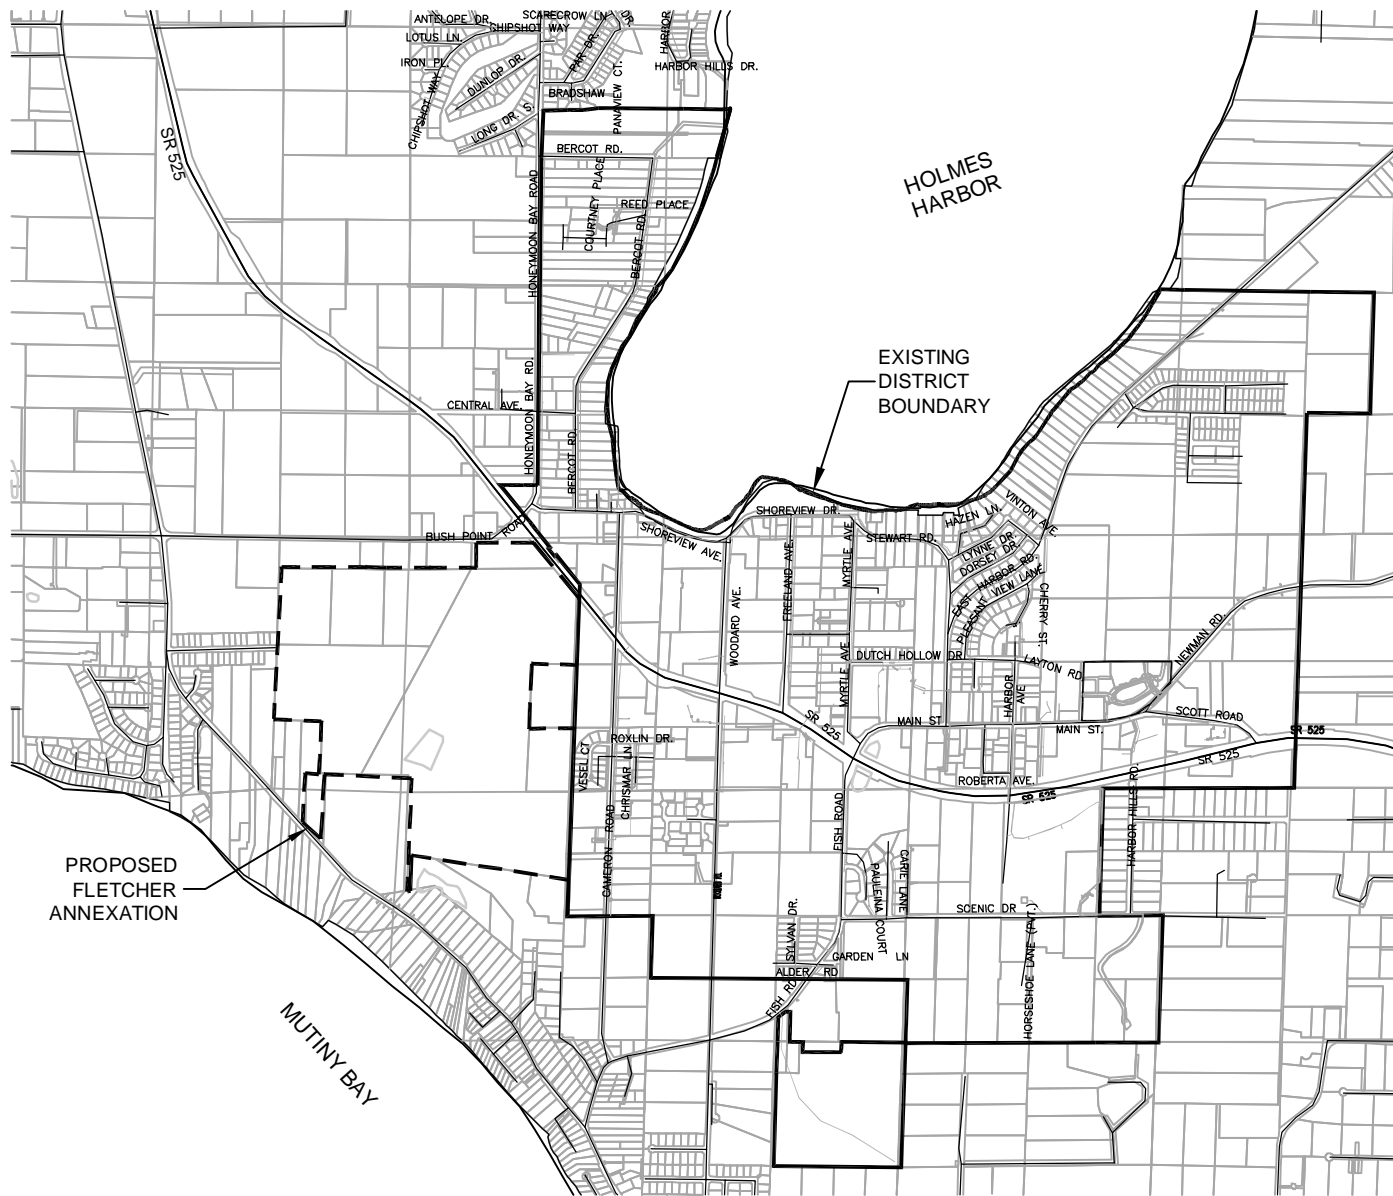 ANTELOPE DR.
SCARECROW LN
DR.
HARBOR
CHIPSHOT WAY
LOTUS LN.
IRON PL.
DUNLOP DR.
PAR DR.
PANAVIEW CT.
HARBOR HILLS DR.
CHIPSHOT WAY
BRADSHAW
LONG DR. S.
SR 525
BERCOT RD.
HOLMES
HARBOR
HONEYMOON BAY ROAD
COURTNEY PLACE
REED PLACE
BERCOT RD.
EXISTING
DISTRICT
BOUNDARY
HONEYMOON BAY RD.
CENTRAL AVE.
BERCOT RD.
BUSH POINT ROAD
SHOREVIEW AVE.
SHOREVIEW DR.
STEWART RD.
HAZEN LN.
VINTON AVE.
LYNNE DR.
DORSEY DR.
EAST HARBOR RD.
PLEASANT VIEW LANE
CHERRY ST.
WOODARD AVE.
FREELAND AVE.
MYRTLE AVE
MYRTLE AVE.
DUTCH HOLLOW DR.
LAYTON RD.
NEWMAN RD.
HARBOR
AVE
SR 525
MAIN ST
MAIN ST.
SCOTT ROAD
SR 525
SR 525
ROXLIN DR.
VESEL CT
CHRISMAR LN
ROBERTA AVE.
SR 525
HARBOR HILLS RD.
CAMERON ROAD
FISH ROAD
PAULEINA COURT
CARIE LANE
SCENIC DR
HORSESHOE LANE (PVT.)
PROPOSED
FLETCHER
ANNEXATION
SYLVAN DR.
GARDEN LN
ALDER RD
FISH RD.
MUTINY BAY